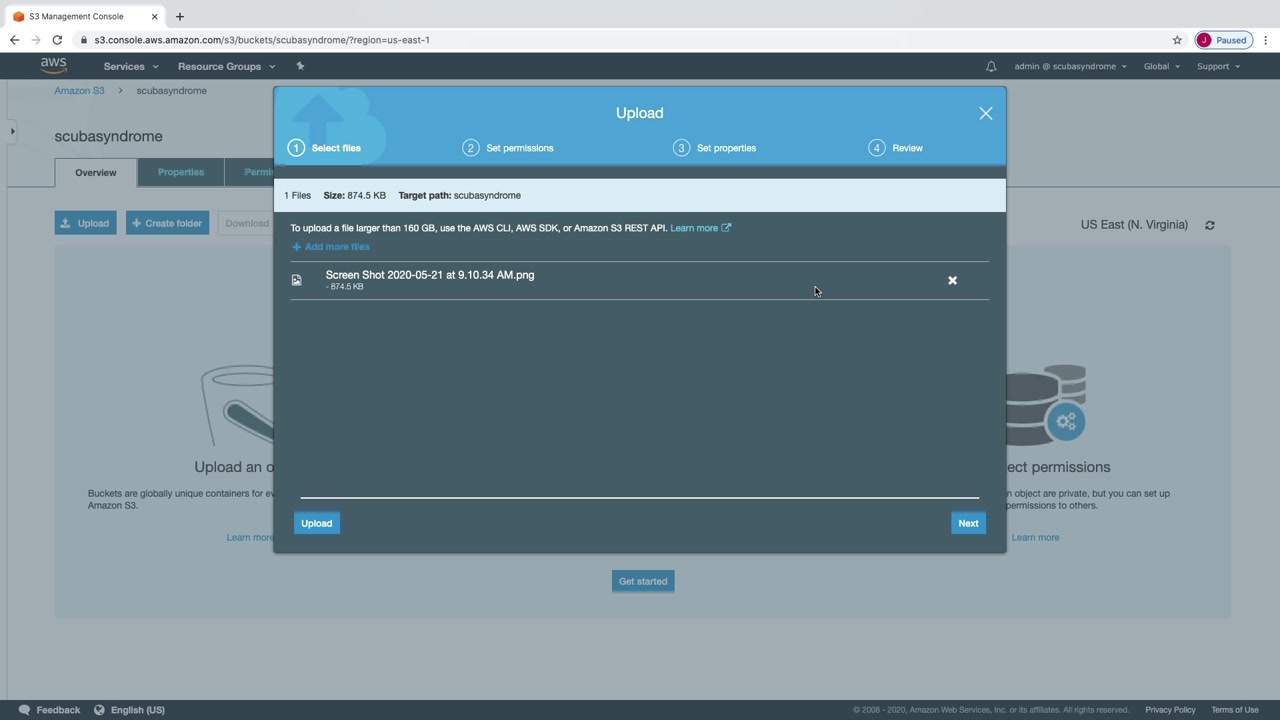 S3 Management Console
s3.console.aws.amazon.com/s3/buckets/scubasyndrome/?region=us-east-1
J Paused
aws Services Resource Groups admin @ scubasyndrome Global Support
Amazon S3 > scubasyndrome
scubasyndrome
Overview Properties Permi
Upload + Create folder Download US East (N. Virginia)
Upload
1 Select files 2 Set permissions 3 Set properties 4 Review
1 Files Size: 874.5 KB Target path: scubasyndrome
To upload a file larger than 160 GB, use the AWS CLI, AWS SDK, or Amazon S3 REST API. Learn more
+ Add more files
Screen Shot 2020-05-21 at 9.10.34 AM.png
- 874.5 KB
Upload Next
Upload an o
Buckets are globally unique containers for ev
Amazon S3.
Learn more
ect permissions
n object are private, but you can set up
permissions to others.
Learn more
Get started
Feedback English (US) © 2008 - 2020, Amazon Web Services, Inc. or its affiliates. All rights reserved. Privacy Policy Terms of Use